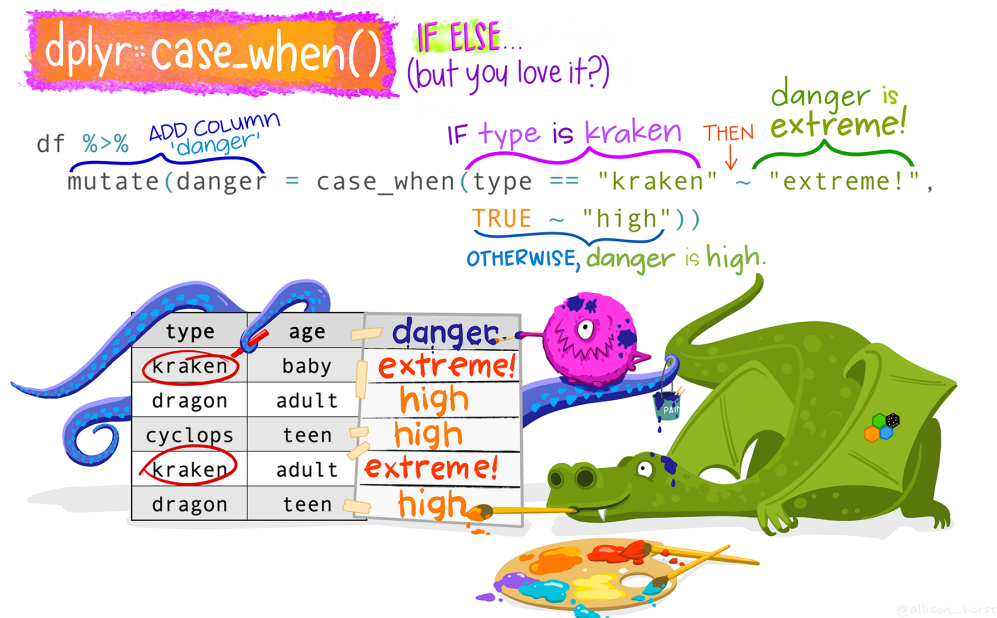 dplyr::case_when()
IF ELSE...
(but you love it?)
danger is
extreme!
ADD COLUMN
'danger'
IF type is kraken
THEN
df %>%
mutate(danger = case_when(type == "kraken" ~ "extreme!",
TRUE ~ "high"))
OTHERWISE, danger is high.
type age danger
kraken baby extreme!
dragon adult high
cyclops teen high
kraken adult extreme!
dragon teen high
PAINT
@allison_horst